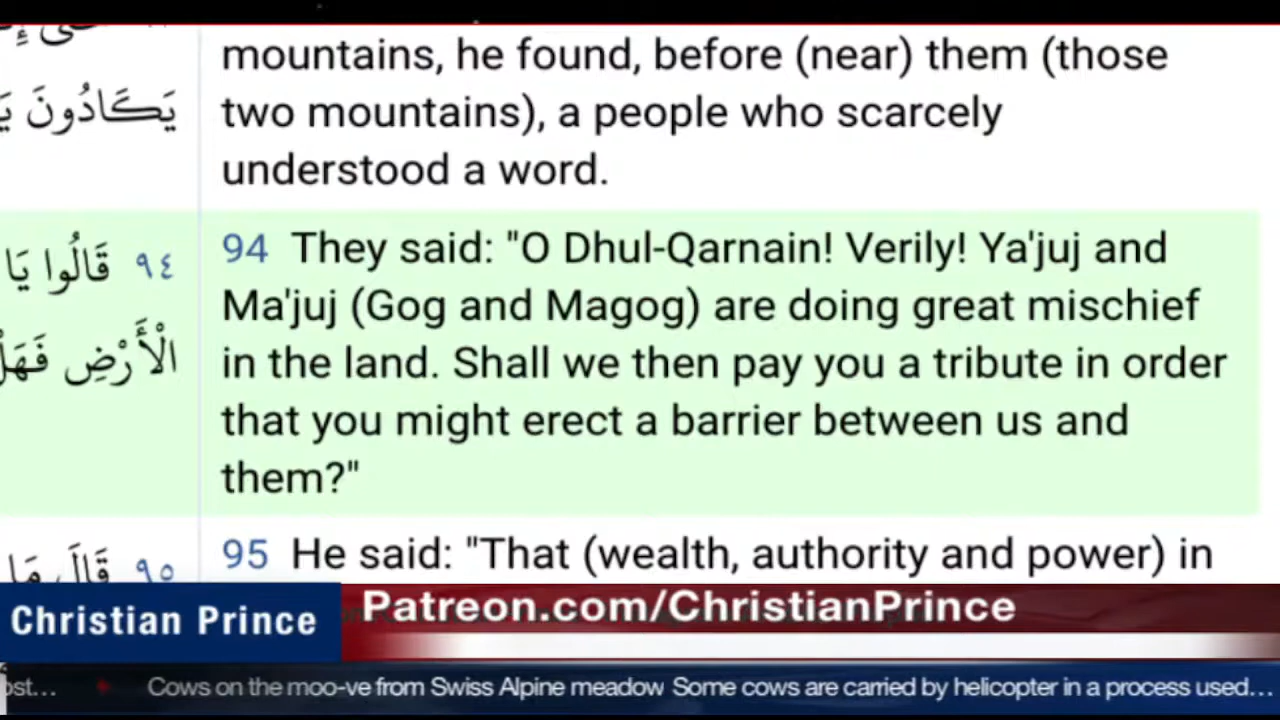 mountains, he found, before (near) them (those
يَكَادُونَ
two mountains), a people who scarcely
understood a word.
٩٤ قَالُوا يَا
94 They said: "O Dhul-Qarnain! Verily! Ya'juj and
Ma'juj (Gog and Magog) are doing great mischief
الْأَرْضِ فَهَلْ
in the land. Shall we then pay you a tribute in order
that you might erect a barrier between us and
them?"
٩٥ قَالَ مَا
95 He said: "That (wealth, authority and power) in
Christian Prince
Patreon.com/ChristianPrince
ost... Cows on the moo-ve from Swiss Alpine meadow Some cows are carried by helicopter in a process used...